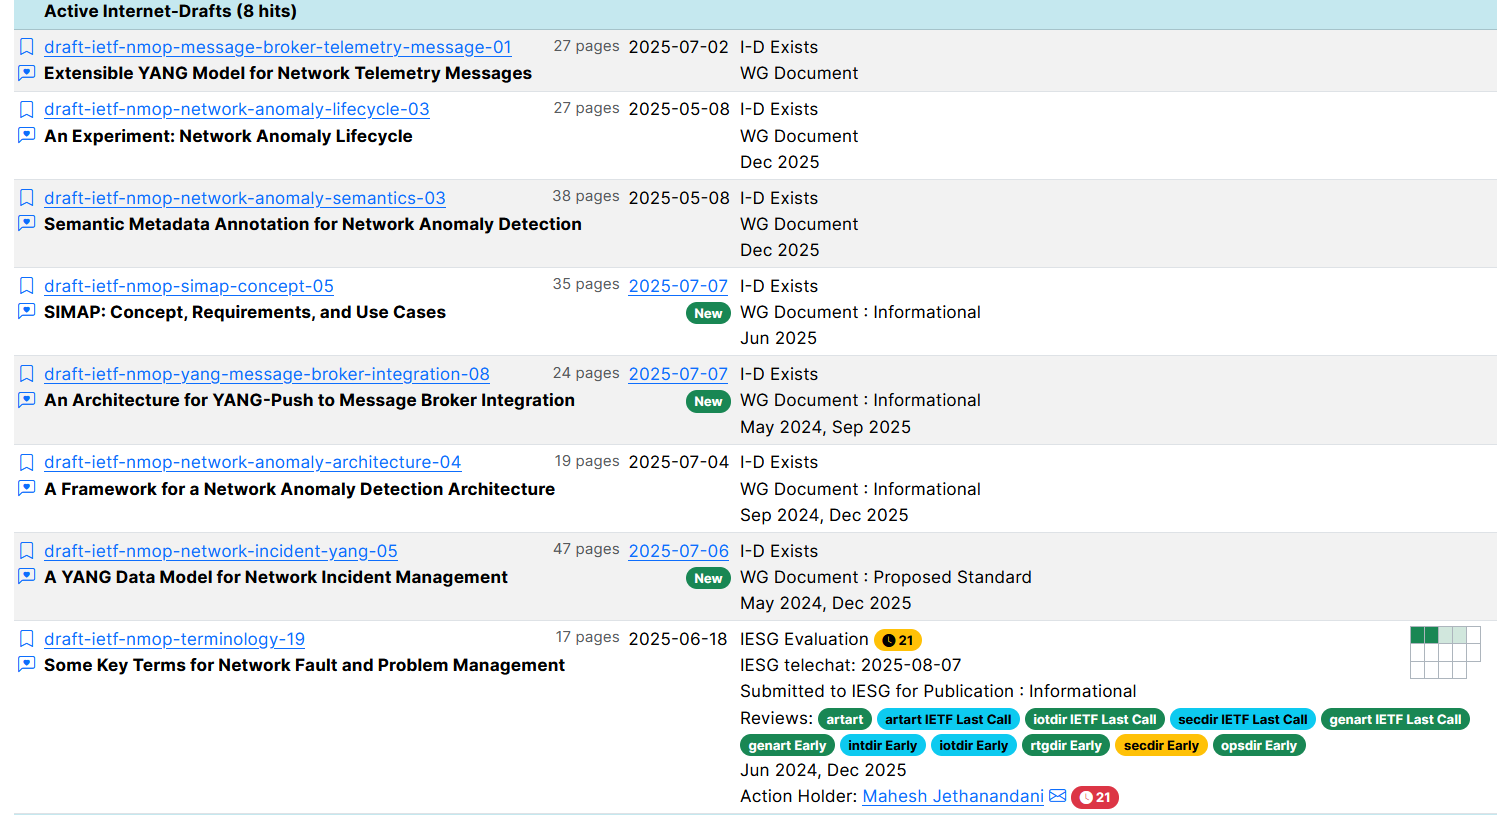 Active Internet-Drafts (8 hits)
draft-ietf-nmop-message-broker-telemetry-message-01 27 pages 2025-07-02 I-D Exists
Extensible YANG Model for Network Telemetry Messages WG Document
draft-ietf-nmop-network-anomaly-lifecycle-03 27 pages 2025-05-08 I-D Exists
An Experiment: Network Anomaly Lifecycle WG Document
Dec 2025
draft-ietf-nmop-network-anomaly-semantics-03 38 pages 2025-05-08 I-D Exists
Semantic Metadata Annotation for Network Anomaly Detection WG Document
Dec 2025
draft-ietf-nmop-simap-concept-05 35 pages 2025-07-07 I-D Exists
SIMAP: Concept, Requirements, and Use Cases New WG Document : Informational
Jun 2025
draft-ietf-nmop-yang-message-broker-integration-08 24 pages 2025-07-07 I-D Exists
An Architecture for YANG-Push to Message Broker Integration New WG Document : Informational
May 2024, Sep 2025
draft-ietf-nmop-network-anomaly-architecture-04 19 pages 2025-07-04 I-D Exists
A Framework for a Network Anomaly Detection Architecture WG Document : Informational
Sep 2024, Dec 2025
draft-ietf-nmop-network-incident-yang-05 47 pages 2025-07-06 I-D Exists
A YANG Data Model for Network Incident Management New WG Document : Proposed Standard
May 2024, Dec 2025
draft-ietf-nmop-terminology-19 17 pages 2025-06-18 IESG Evaluation 21
Some Key Terms for Network Fault and Problem Management IESG telechat: 2025-08-07
Submitted to IESG for Publication : Informational
Reviews: artart artart IETF Last Call iotdir IETF Last Call secdir IETF Last Call genart IETF Last Call
genart Early intdir Early iotdir Early rtgdir Early secdir Early opsdir Early
Jun 2024, Dec 2025
Action Holder: Mahesh Jethanandani 21